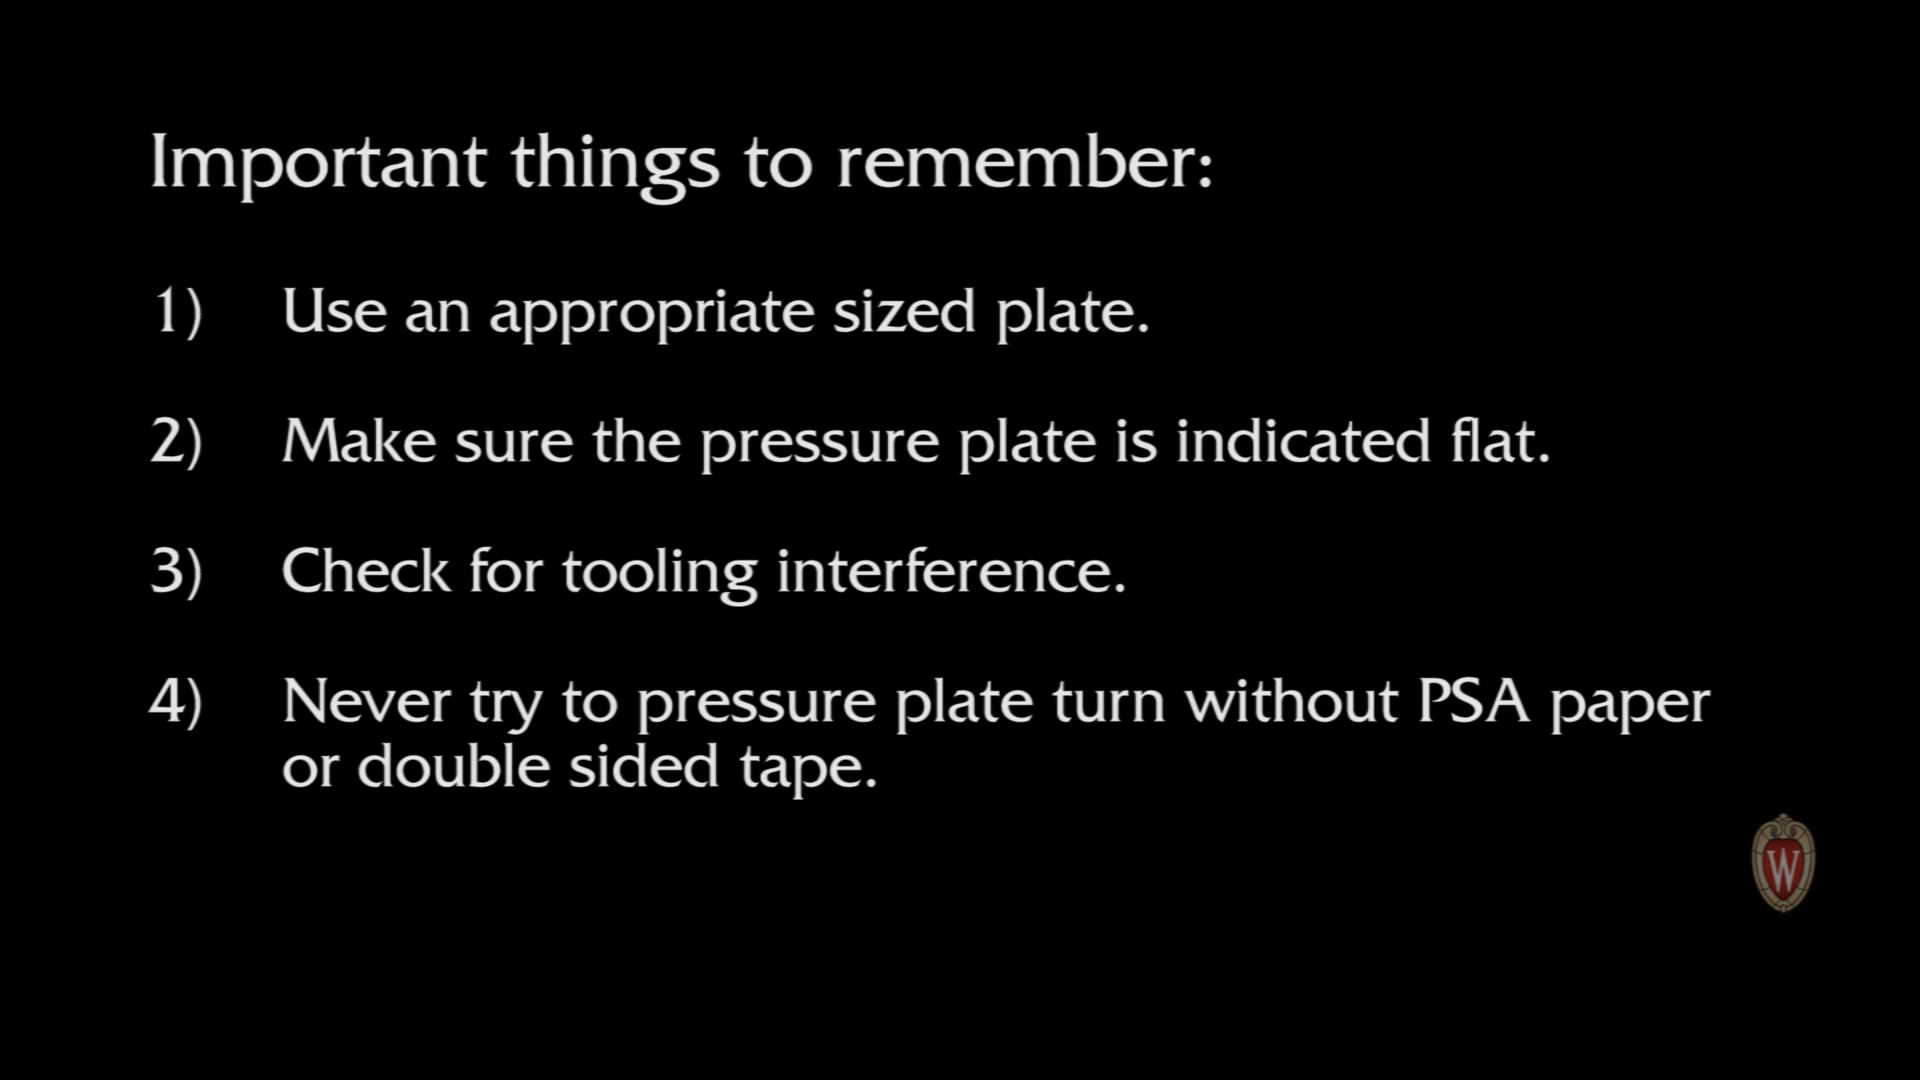 Important things to remember:
1) Use an appropriate sized plate.
2) Make sure the pressure plate is indicated flat.
3) Check for tooling interference.
4) Never try to pressure plate turn without PSA paper
or double sided tape.
W